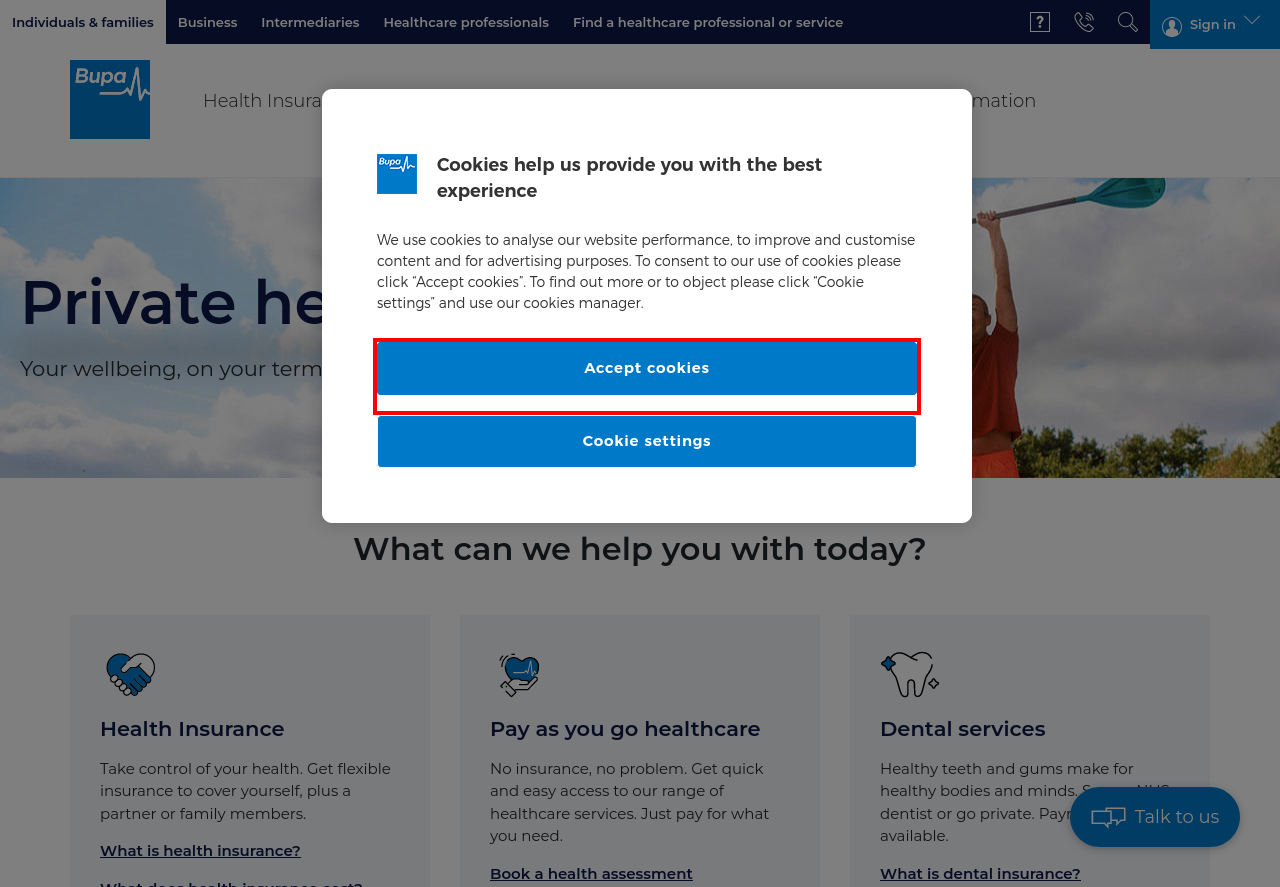 Individuals & families
Business
Intermediaries
Healthcare professionals
Find a healthcare professional or service
?
Sign in
Bupa
Health Insura
mation
Bupa
Cookies help us provide you with the best
experience
We use cookies to analyse our website performance, to improve and customise
content and for advertising purposes. To consent to our use of cookies please
click “Accept cookies”. To find out more or to object please click “Cookie
settings” and use our cookies manager.
Accept cookies
Cookie settings
Private he
Your wellbeing, on your term
What can we help you with today?
Health Insurance
Take control of your health. Get flexible
insurance to cover yourself, plus a
partner or family members.
What is health insurance?
What does health insurance cost?
Pay as you go healthcare
No insurance, no problem. Get quick
and easy access to our range of
healthcare services. Just pay for what
you need.
Book a health assessment
Dental services
Healthy teeth and gums make for
healthy bodies and minds.
dentist or go private.
available.
What is dental insurance?
Talk to us